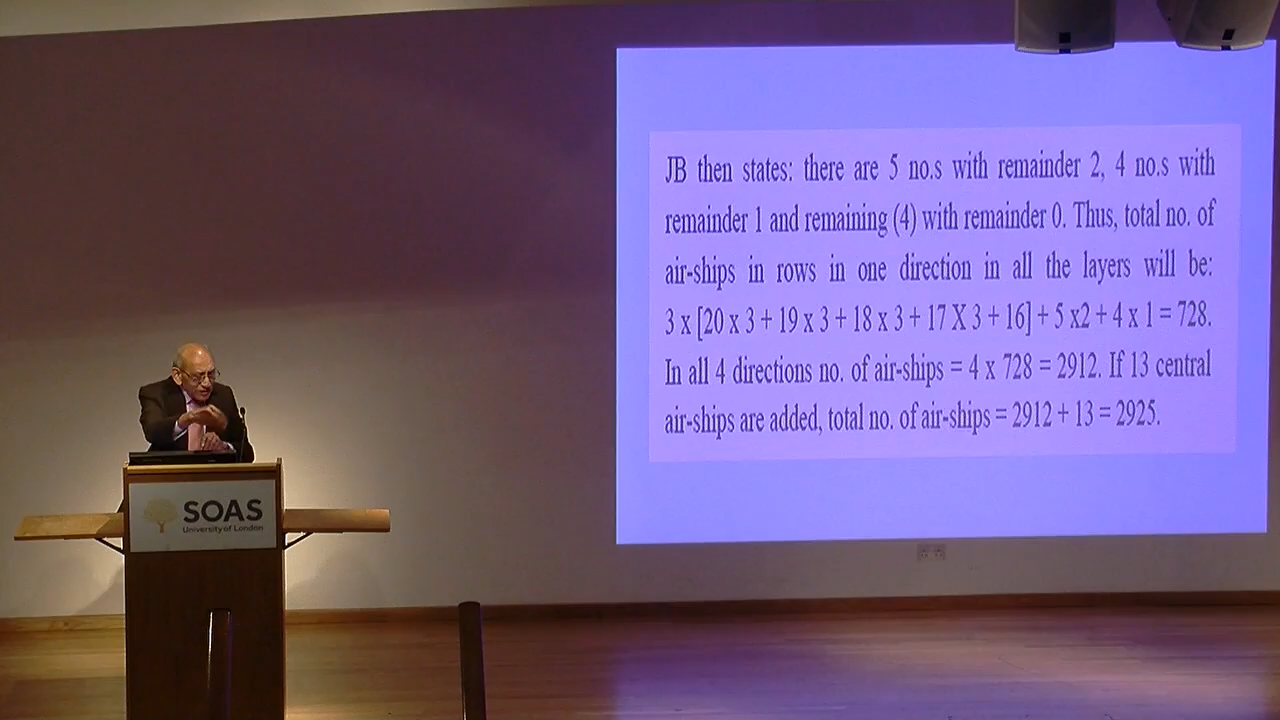 JB then states: there are 5 no.s with remainder 2, 4 no.s with
remainder 1 and remaining (4) with remainder 0. Thus, total no. of
air-ships in rows in one direction in all the layers will be:
3 x [20 x 3 + 19 x 3 + 18 x 3 + 17 X 3 + 16] + 5 x2 + 4 x 1 = 728.
In all 4 directions no. of air-ships = 4 x 728 = 2912. If 13 central
air-ships are added, total no. of air-ships = 2912 + 13 = 2925.
SOAS
University of London